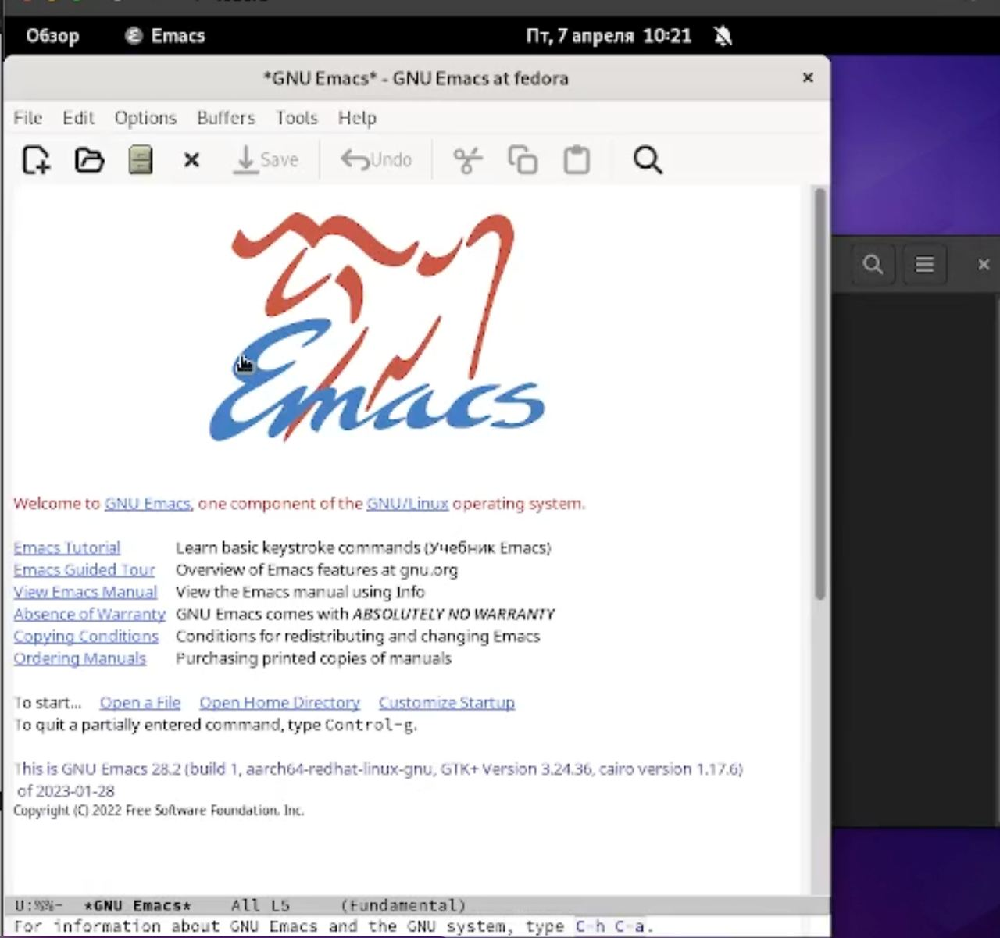 Обзор Emacs Пт, 7 апреля 10:21
*GNU Emacs* - GNU Emacs at fedora
File Edit Options Buffers Tools Help
Save Undo
Emacs
Welcome to GNU Emacs, one component of the GNU/Linux operating system.
Emacs Tutorial Learn basic keystroke commands (Учебник Emacs)
Emacs Guided Tour Overview of Emacs features at gnu.org
View Emacs Manual View the Emacs manual using Info
Absence of Warranty GNU Emacs comes with ABSOLUTELY NO WARRANTY
Copying Conditions Conditions for redistributing and changing Emacs
Ordering Manuals Purchasing printed copies of manuals
To start... Open a File Open Home Directory Customize Startup
To quit a partially entered command, type Control-g.
This is GNU Emacs 28.2 (build 1, aarch64-redhat-linux-gnu, GTK+ Version 3.24.36, cairo version 1.17.6)
of 2023-01-28
Copyright (C) 2022 Free Software Foundation, Inc.
U:%%- *GNU Emacs* All L5 (Fundamental)
For information about GNU Emacs and the GNU system, type C-h C-a.